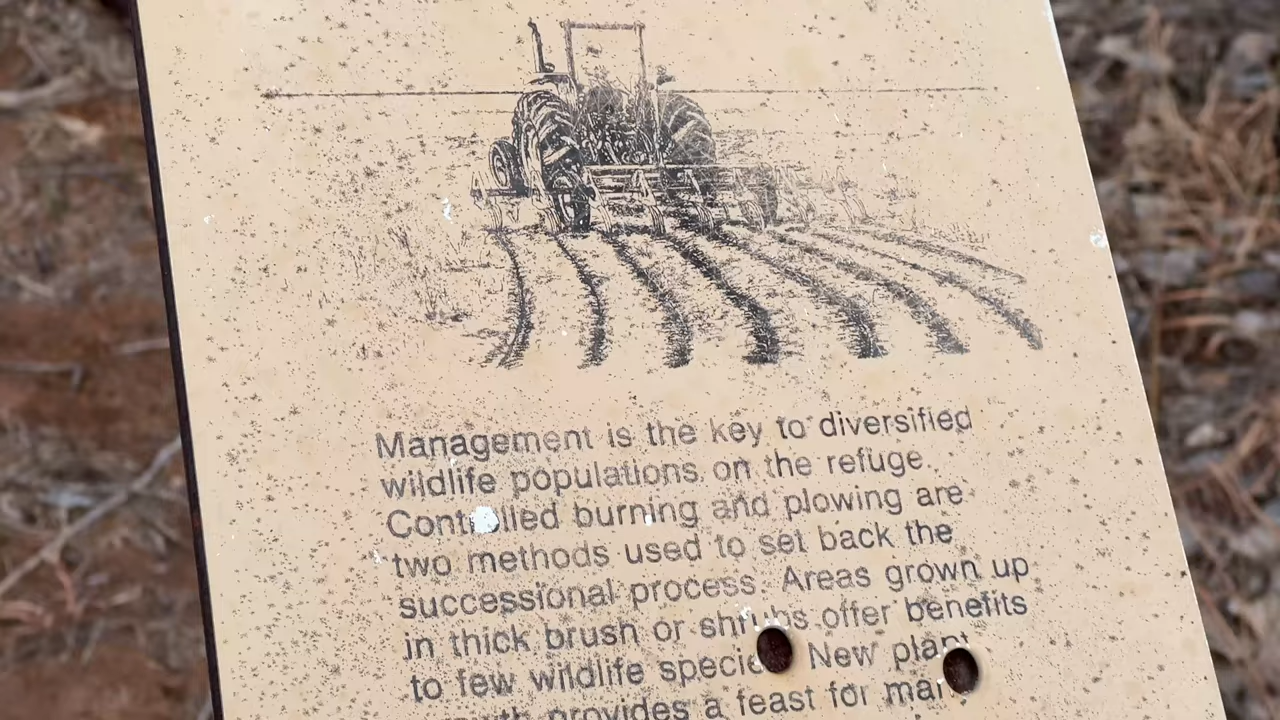 Management is the key to diversified
wildlife populations on the refuge.
Controlled burning and plowing are
two methods used to set back the
successional process. Areas grown up
in thick brush or shrubs offer benefits
to few wildlife species New plant
provides a feast for